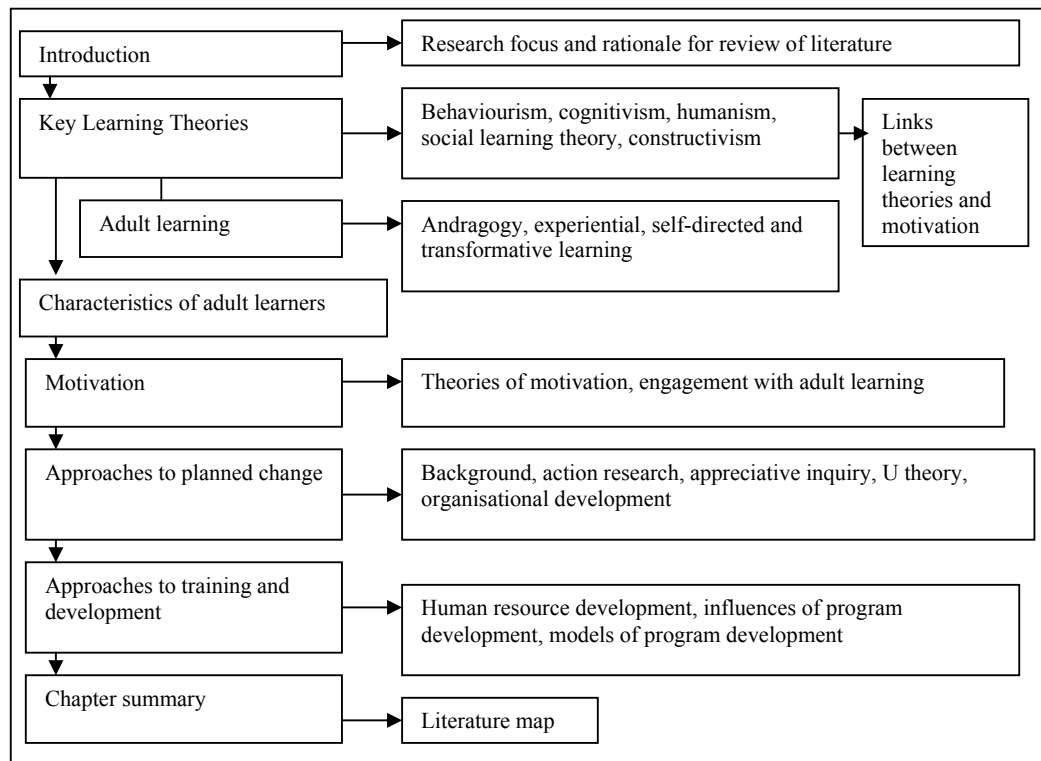 Introduction
Research focus and rationale for review of literature
Key Learning Theories
Behaviourism, cognitivism, humanism,
social learning theory, constructivism
Links
between
learning
theories and
motivation
Adult learning
Andragogy, experiential, self-directed and
transformative learning
Characteristics of adult learners
Motivation
Theories of motivation, engagement with adult learning
Approaches to planned change
Background, action research, appreciative inquiry, U theory,
organisational development
Approaches to training and
development
Human resource development, influences of program
development, models of program development
Chapter summary
Literature map